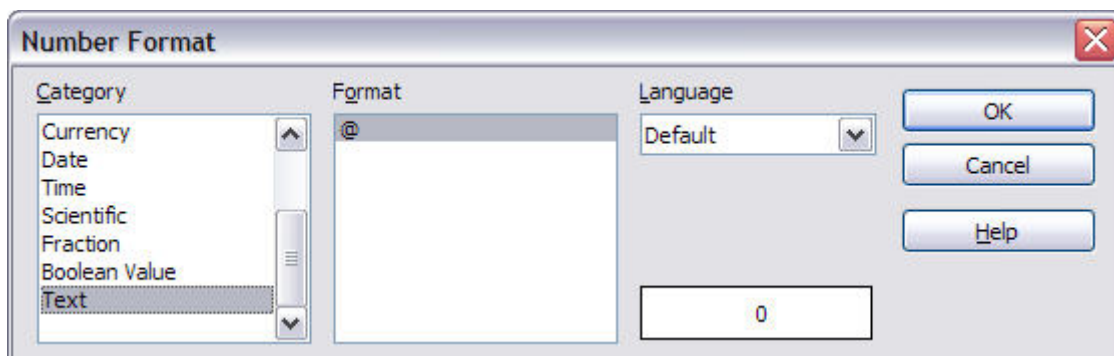 Number Format
Category
Currency
Date
Time
Scientific
Fraction
Boolean Value
Text
Format
@
Language
Default
0
OK
Cancel
Help